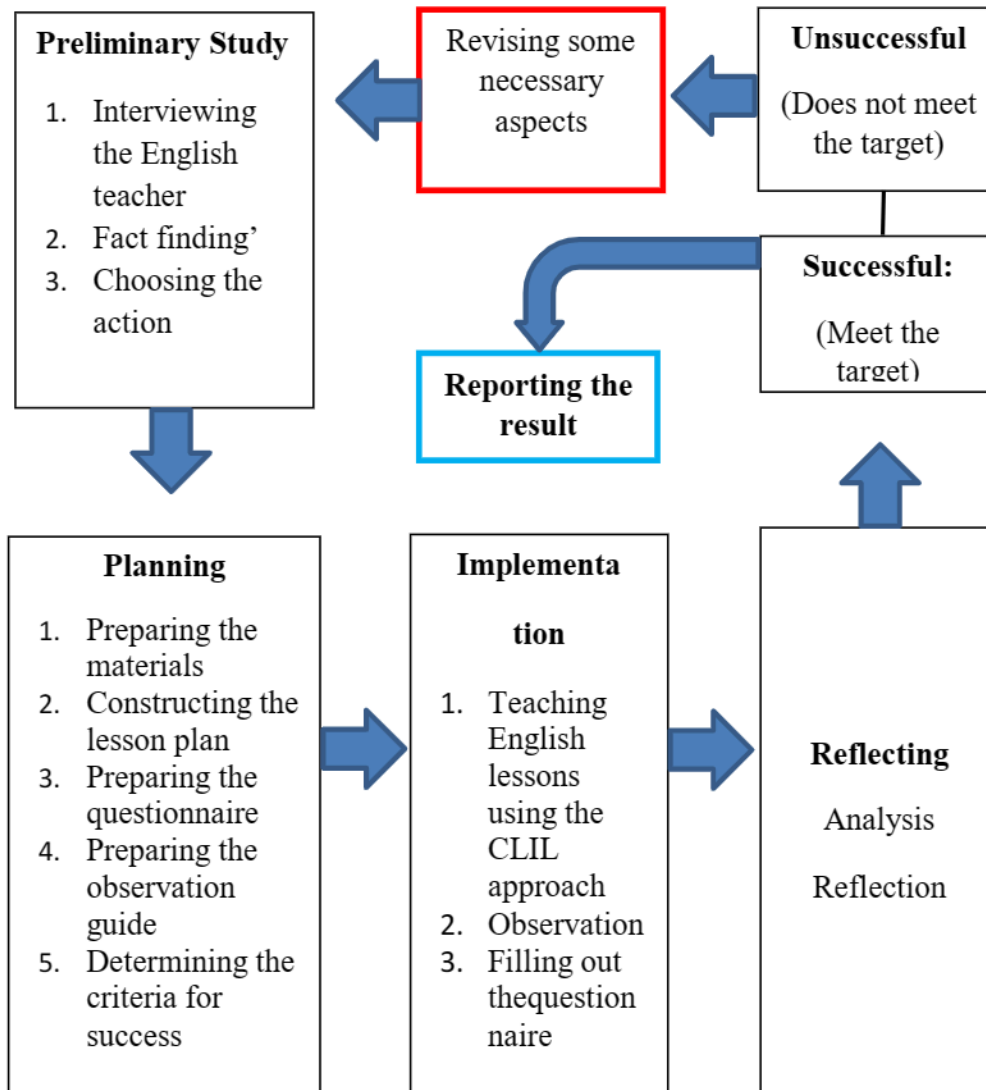 Preliminary Study
1. Interviewing
the English
teacher
2. Fact finding’
3. Choosing the
action
Revising some
necessary
aspects
Unsuccessful
(Does not meet
the target)
Successful:
(Meet the
target)
Reporting the
result
Planning
1. Preparing the
materials
2. Constructing the
lesson plan
3. Preparing the
questionnaire
4. Preparing the
observation
guide
5. Determining the
criteria for
success
Implementa
tion
1. Teaching
English
lessons
using the
CLIL
approach
2. Observation
3. Filling out
thequestion
naire
Reflecting
Analysis
Reflection